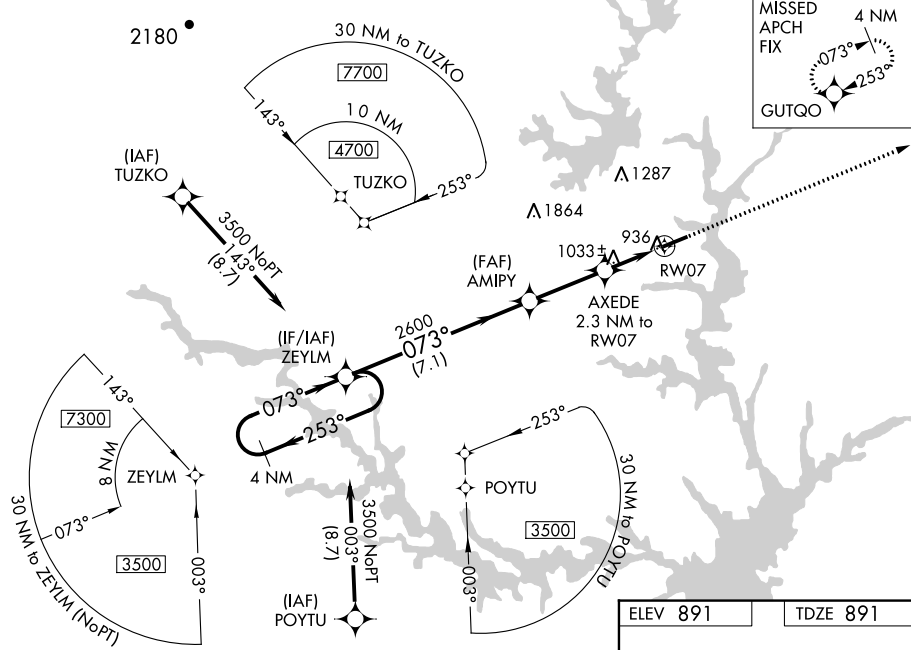 2180
30 NM to TUZKO
7700
143°
10 NM
4700
TUZKO
253°
MISSED
APCH
FIX
4 NM
073°
253°
GUTQO
(IAF)
TUZKO
3500 NoPT
143°
(8.7)
1287
1864
1033±
936
RW07
(FAF)
AMIPY
AXEDE
2.3 NM to
RW07
(IF/IAF)
ZEYLM
2600
073°
(7.1)
073°
253°
4 NM
143°
7300
8 NM
ZEYLM
073°
3500
003°
30 NM to ZEYLM (NoPT)
3500 NoPT
003°
(8.7)
(IAF)
POYTU
253°
POYTU
3500
003°
30 NM to POYTU
ELEV 891
TDZE 891